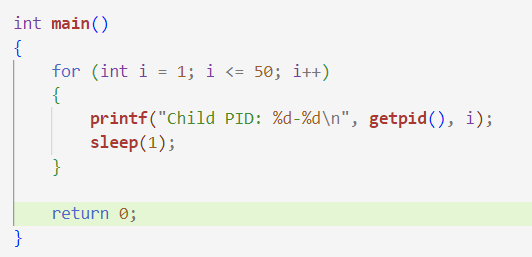 int main()
{
for (int i = 1; i <= 50; i++)
{
printf("Child PID: %d-%d\n", getpid(), i);
sleep(1);
}
return 0;
}